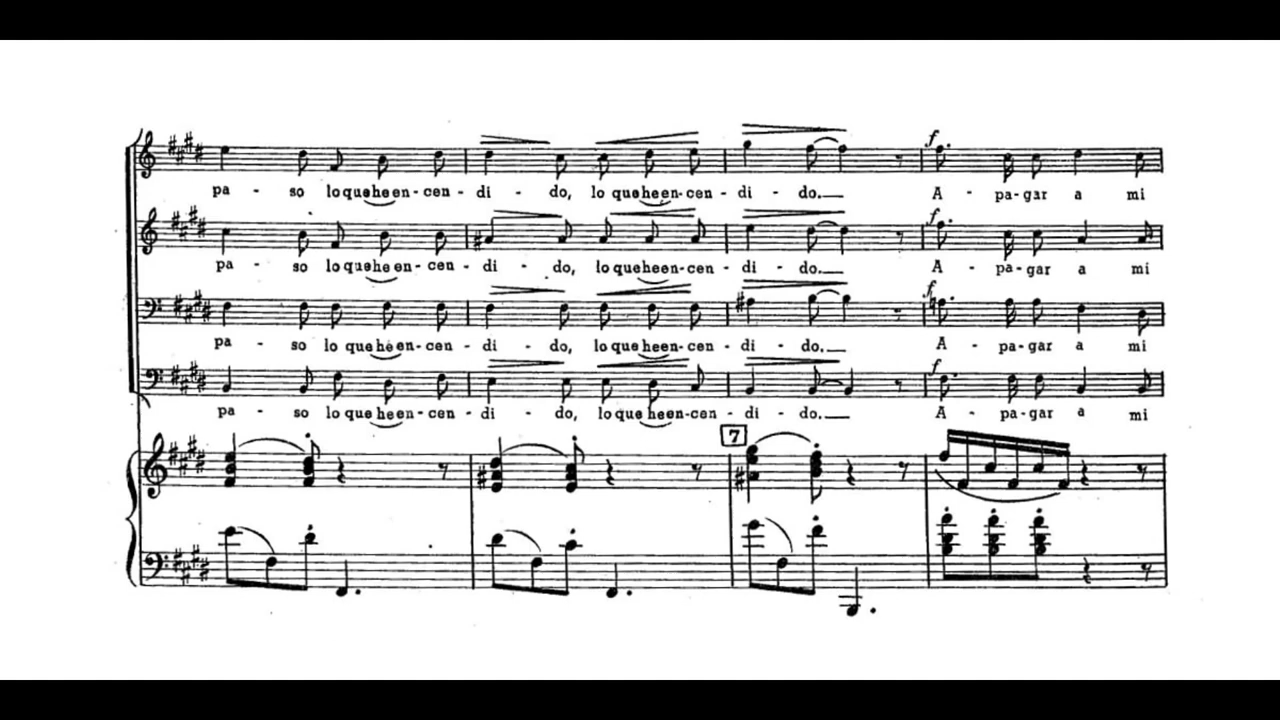 f
pa - so lo que he en - cen - di - do, lo que he en - cen - di - do. A - pa - gar a mi
f
pa - so lo que he en - cen - di - do, lo que he en - cen - di - do. A - pa - gar a mi
f
pa - so lo que he en - cen - di - do, lo que he en - cen - di - do. A - pa - gar a mi
f
pa - so lo que he en - cen - di - do, lo que he en - cen - di - do. A - pa - gar a mi
7